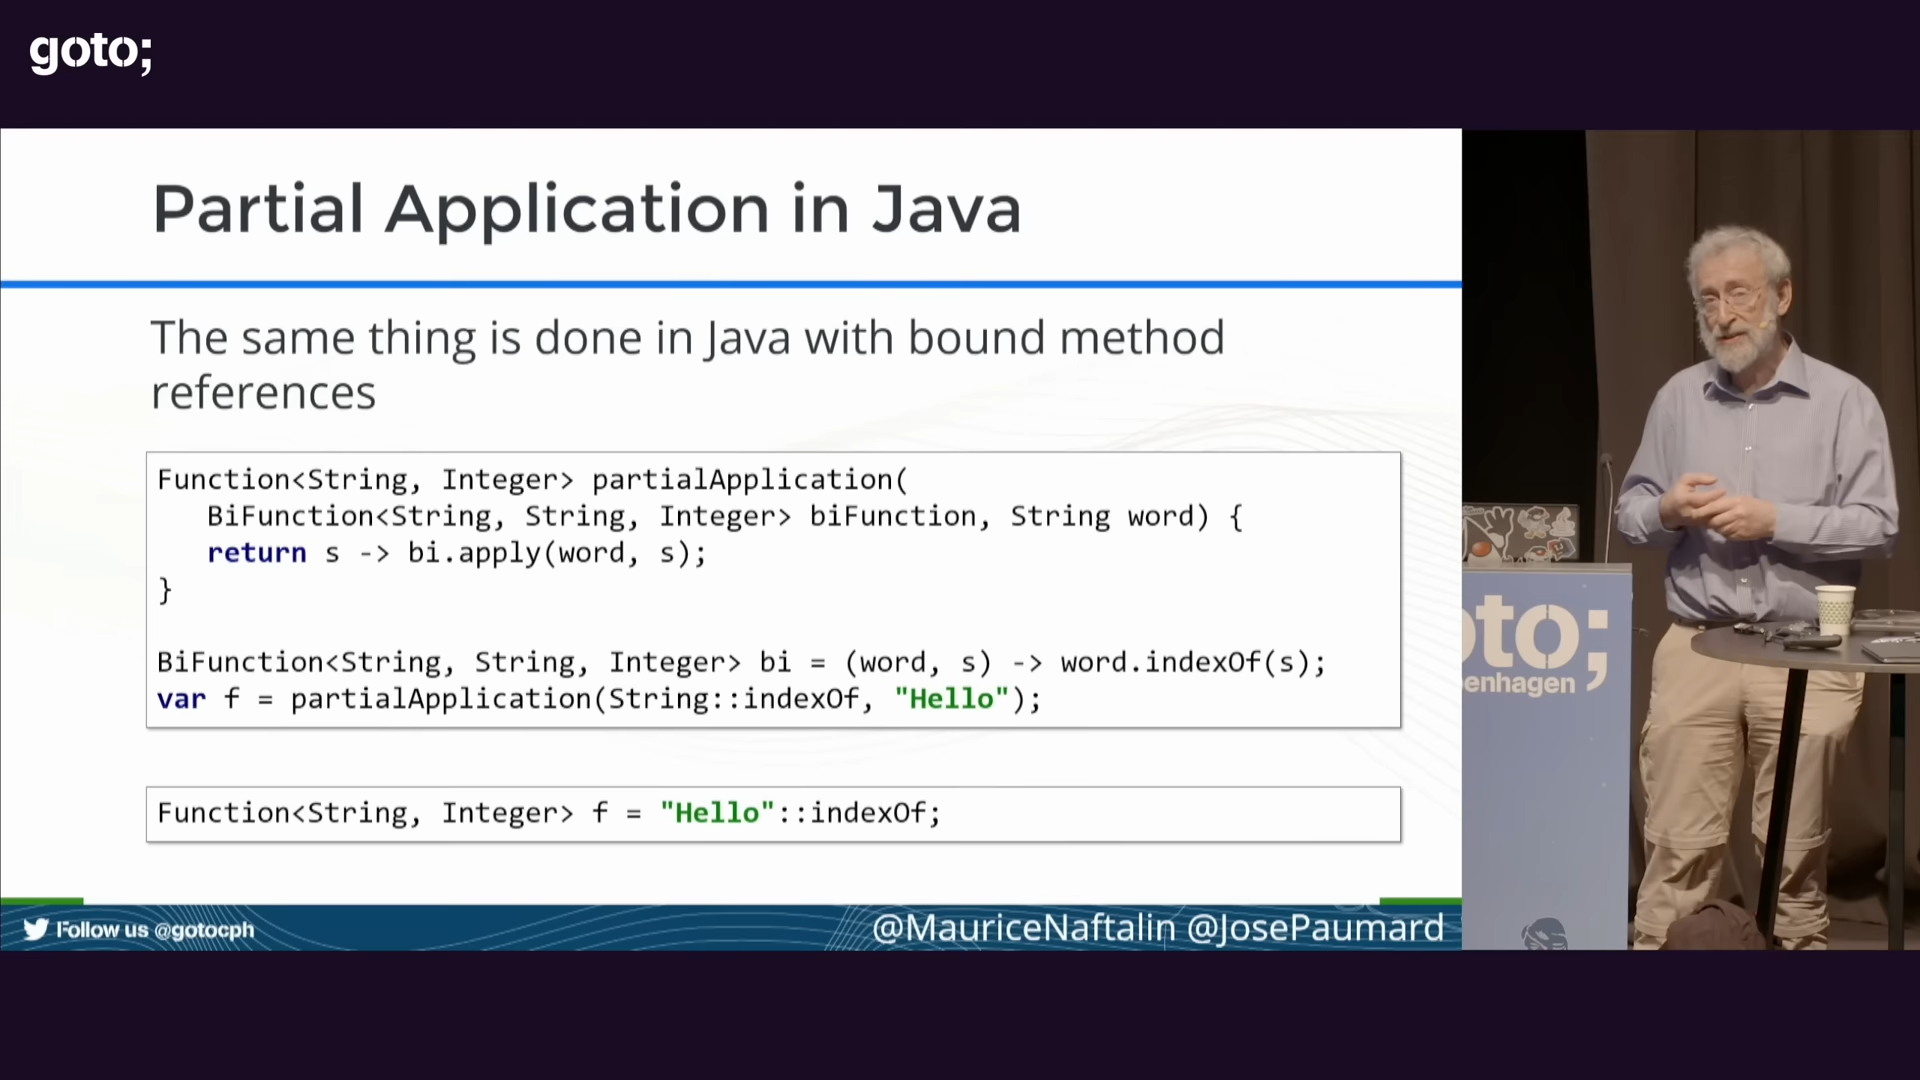 goto;
Partial Application in Java
The same thing is done in Java with bound method
references
Function<String, Integer> partialApplication(
BiFunction<String, String, Integer> biFunction, String word) {
return s -> bi.apply(word, s);
}
BiFunction<String, String, Integer> bi = (word, s) -> word.indexOf(s);
var f = partialApplication(String::indexOf, "Hello");
Function<String, Integer> f = "Hello"::indexOf;
Follow us @gotocph
@MauriceNaftalin @JosePaumard
oto;
enhagen